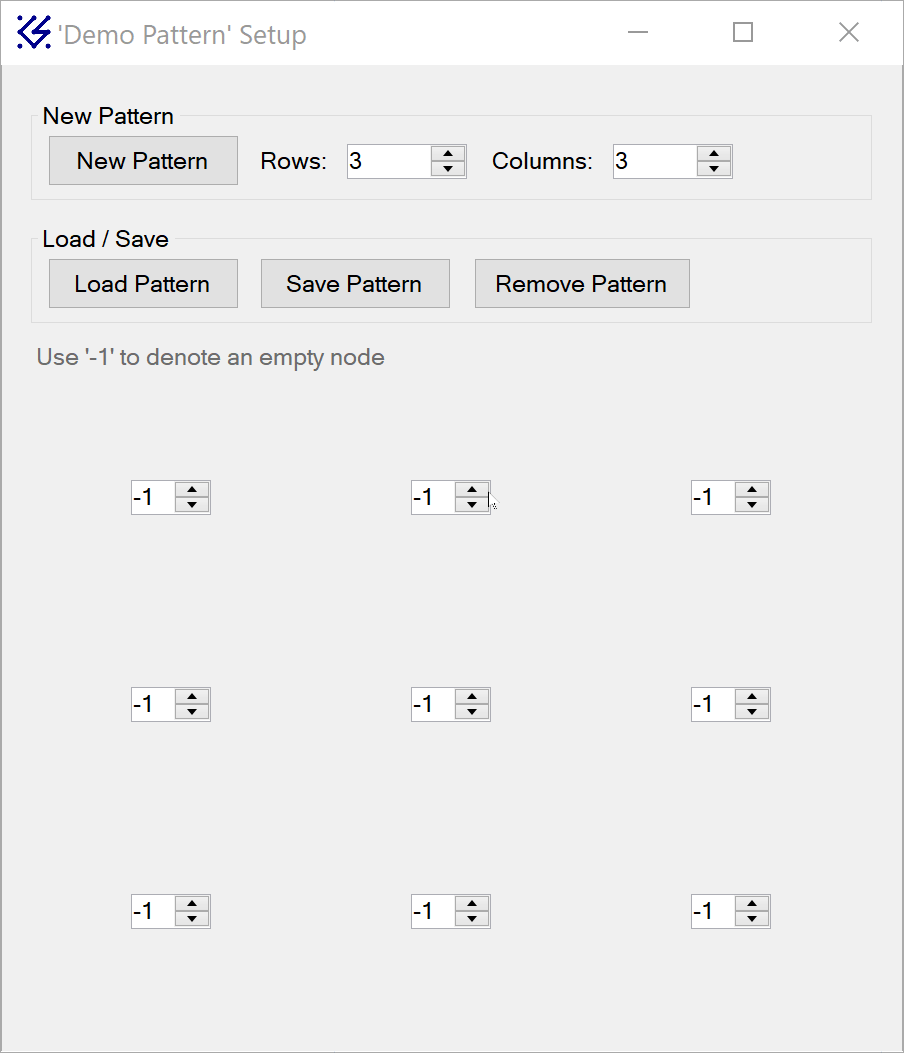 'Demo Pattern' Setup
New Pattern
New Pattern Rows: 3 Columns: 3
Load / Save
Load Pattern Save Pattern Remove Pattern
Use '-1' to denote an empty node
-1 -1 -1
-1 -1 -1
-1 -1 -1